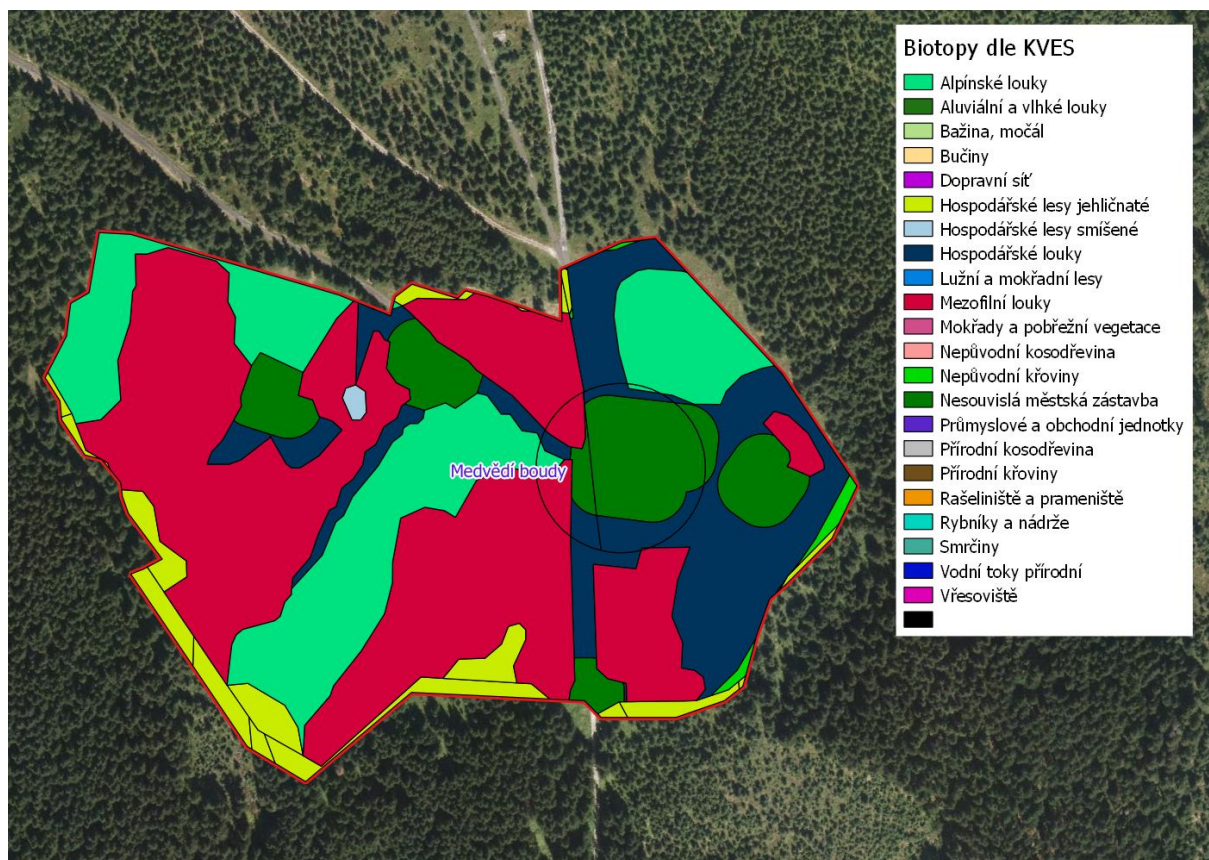 Biotopy dle KVES
Alpínské louky
Aluviální a vlhké louky
Bažina, močál
Bučiny
Dopravní síť
Hospodářské lesy jehličnaté
Hospodářské lesy smíšené
Hospodářské louky
Lužní a mokřadní lesy
Mezofilní louky
Mokřady a pobřežní vegetace
Nepůvodní kosodřevina
Nepůvodní křoviny
Nesouvislá městská zástavba
Průmyslové a obchodní jednotky
Přírodní kosodřevina
Přírodní křoviny
Rašeliniště a prameniště
Rybníky a nádrže
Smrčiny
Vodní toky přírodní
Vřesoviště
Medvědí boudy